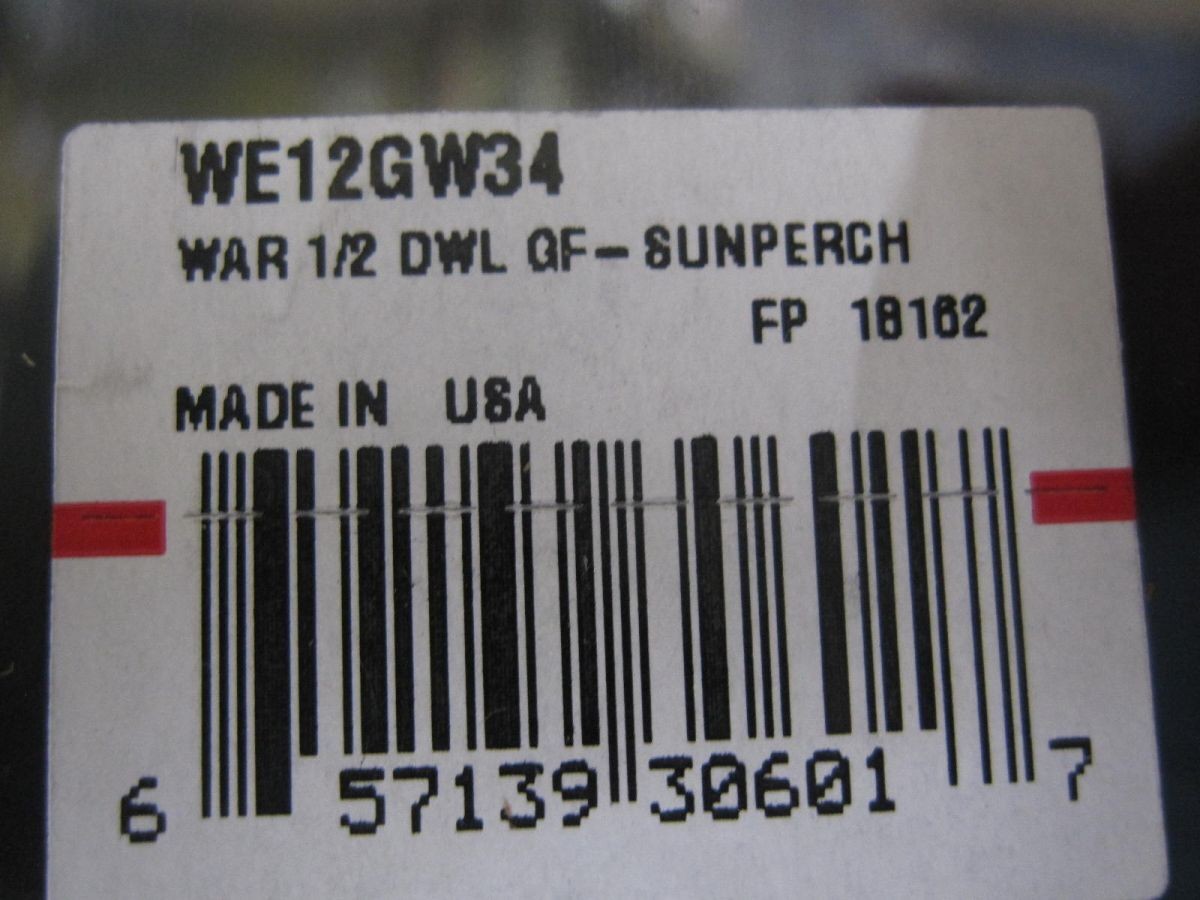 WE12GW34
WAR 1/2 DWL GF-SUNPERCH
FP 18162
MADE IN USA
6 57139 30601 7